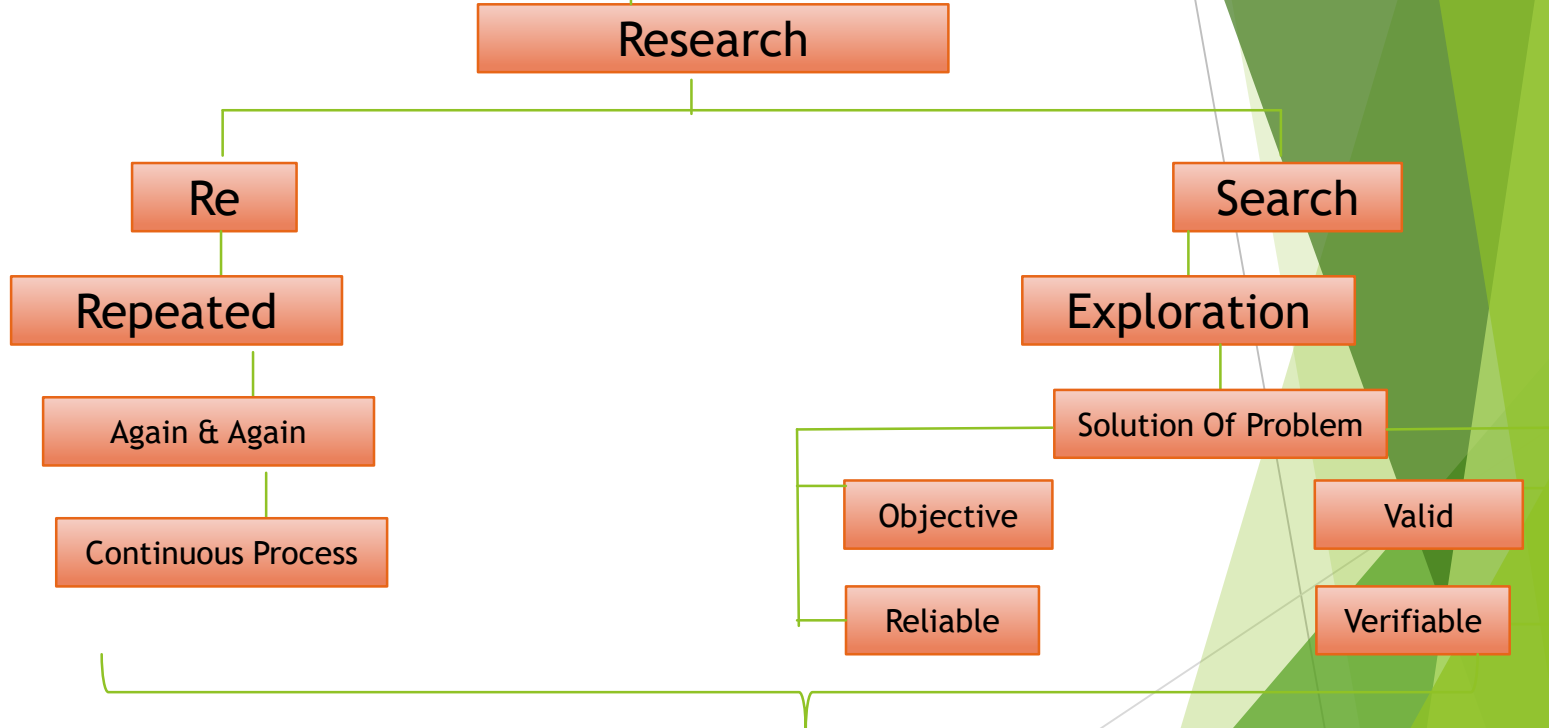 Research
Re
Search
Repeated
Exploration
Again & Again
Solution Of Problem
Continuous Process
Objective
Valid
Reliable
Verifiable